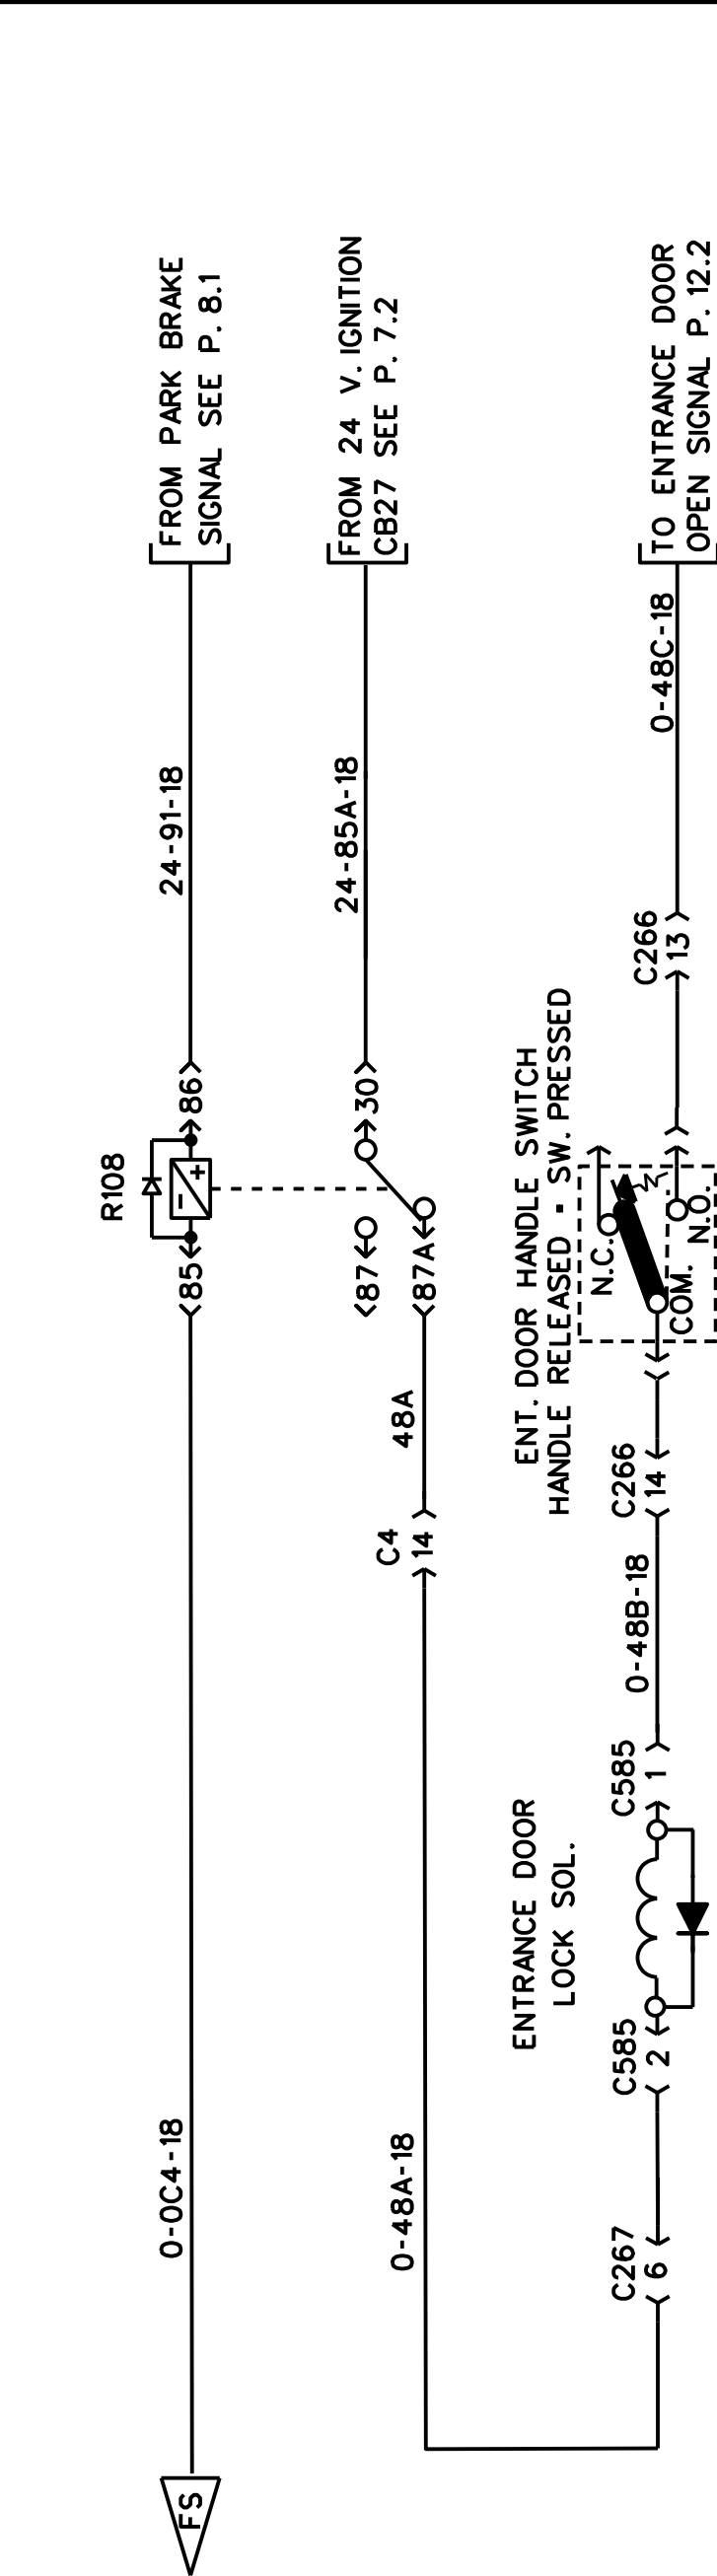 FROM PARK BRAKE
SIGNAL SEE P. 8.1
24-91-18
86
R108
+
-
85
0-0C4-18
FS
FROM 24 V. IGNITION
CB27 SEE P. 7.2
24-85A-18
30
87
87A
48A
C4
14
0-48A-18
TO ENTRANCE DOOR
OPEN SIGNAL P. 12.2
0-48C-18
C266
13
ENT. DOOR HANDLE SWITCH
HANDLE RELEASED = SW. PRESSED
N.C.
N.O.
COM.
C266
14
0-48B-18
C585
1
ENTRANCE DOOR
LOCK SOL.
C585
2
C267
6